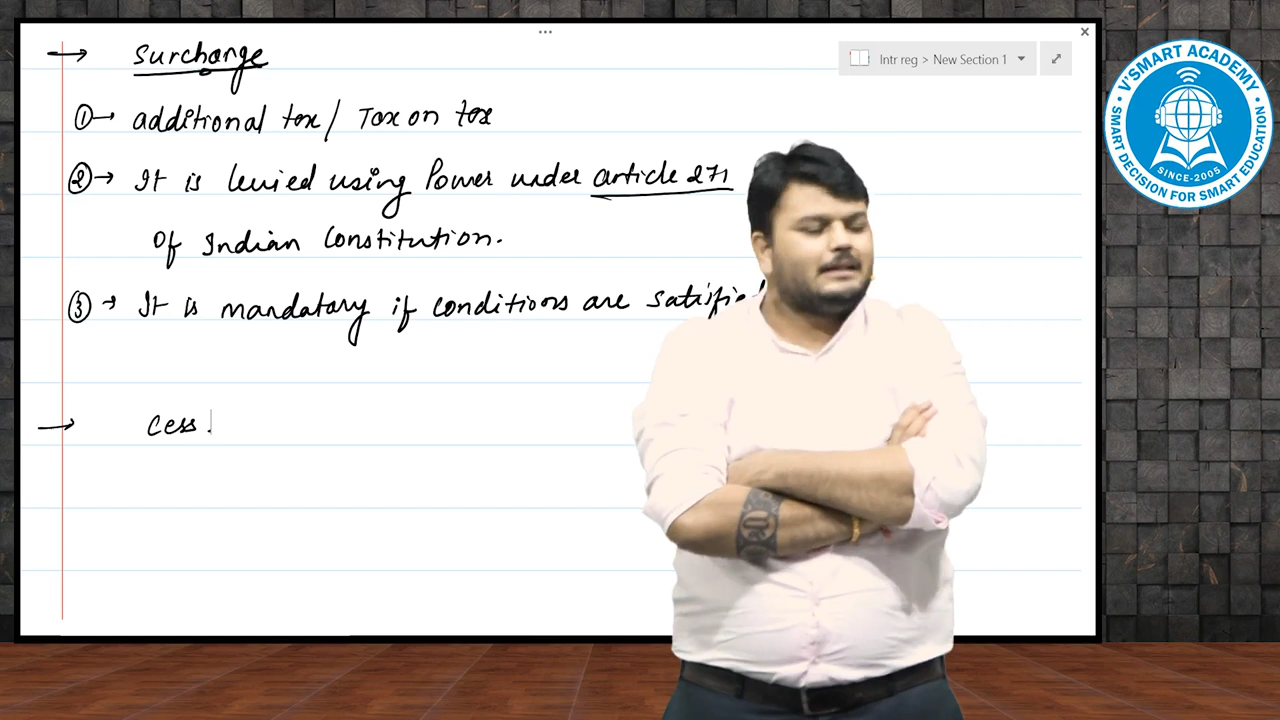 → Surcharge
① → additional tax / Tax on tax
② → It is levied using Power under article 271
of Indian Constitution.
③ → It is mandatory if conditions are satisfied
→ Cess.
Intr reg > New Section 1
V'SMART ACADEMY
SINCE-2005
SMART DECISION FOR SMART EDUCATION